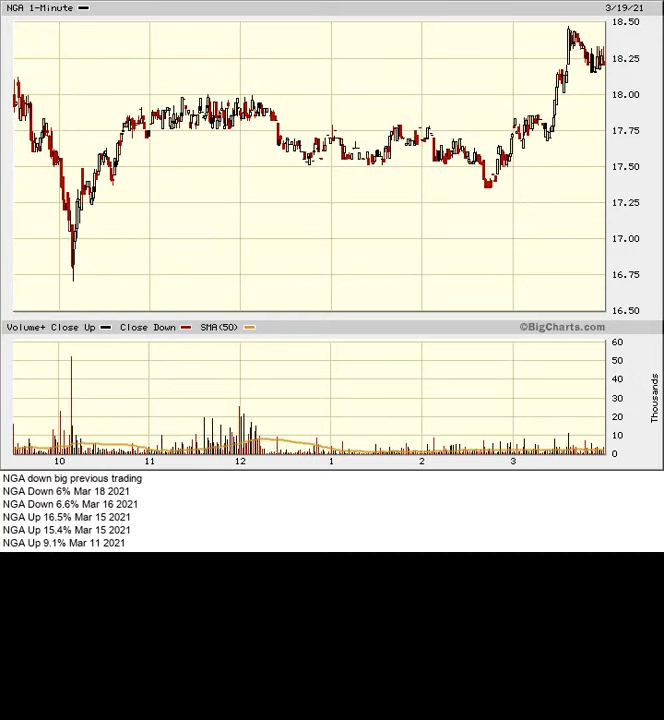 NGA 1-Minute 3/19/21
18.50
18.25
18.00
17.75
17.50
17.25
17.00
16.75
16.50
Volume+ Close Up Close Down SMA(50) ©BigCharts.com
60
50
40
30
20
10
0
Thousands
10 11 12 1 2 3
NGA down big previous trading
NGA Down 6% Mar 18 2021
NGA Down 6.6% Mar 16 2021
NGA Up 16.5% Mar 15 2021
NGA Up 15.4% Mar 15 2021
NGA Up 9.1% Mar 11 2021